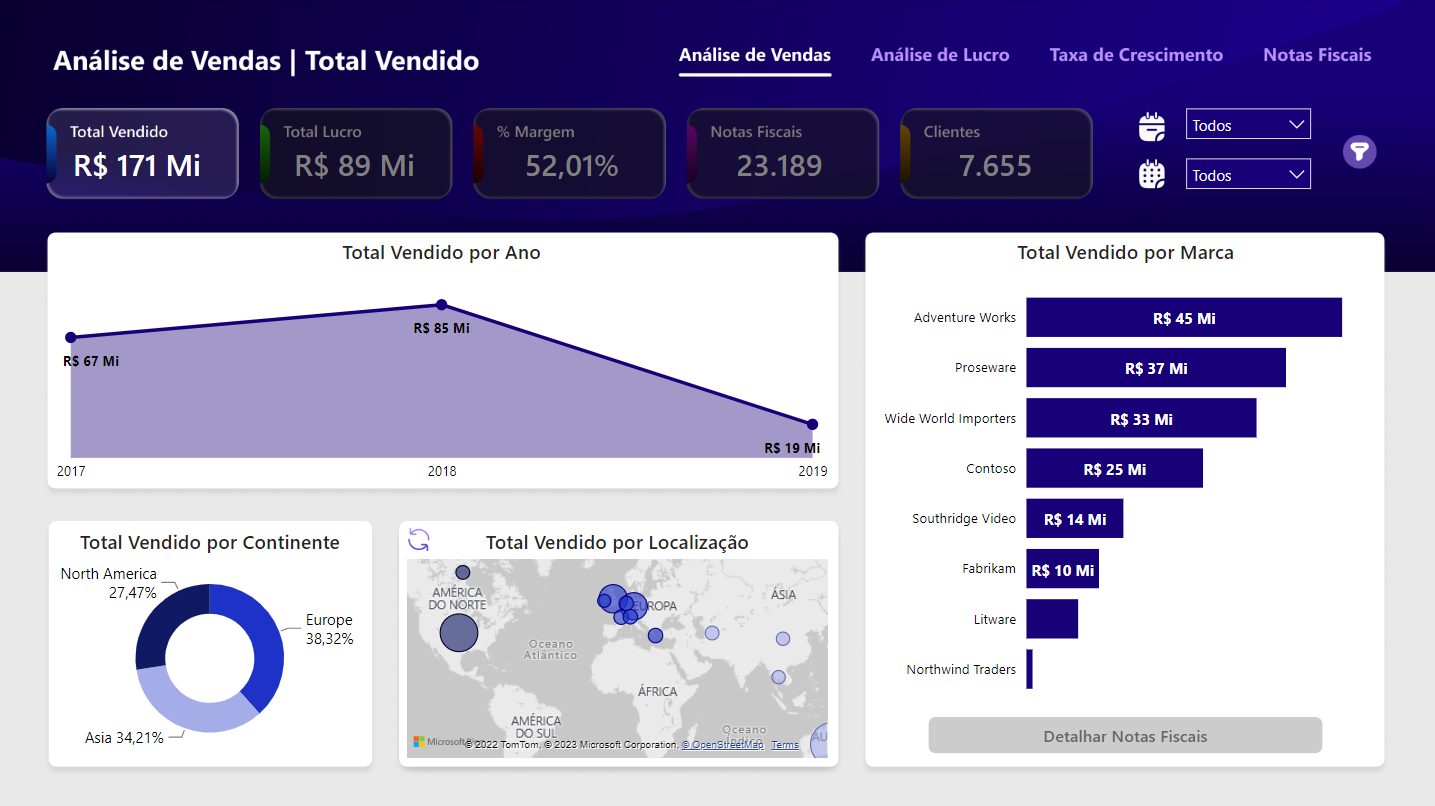 Análise de Vendas | Total Vendido
Análise de Vendas
Análise de Lucro
Taxa de Crescimento
Notas Fiscais
Total Vendido
R$ 171 Mi
Total Lucro
R$ 89 Mi
% Margem
52,01%
Notas Fiscais
23.189
Clientes
7.655
Todos
Todos
Total Vendido por Ano
R$ 67 Mi
R$ 85 Mi
R$ 19 Mi
2017
2018
2019
Total Vendido por Marca
Adventure Works
R$ 45 Mi
Proseware
R$ 37 Mi
Wide World Importers
R$ 33 Mi
Contoso
R$ 25 Mi
Southridge Video
R$ 14 Mi
Fabrikam
R$ 10 Mi
Litware
Northwind Traders
Detalhar Notas Fiscais
Total Vendido por Continente
North America
27,47%
Europe
38,32%
Asia 34,21%
Total Vendido por Localização
AMÉRICA
DO NORTE
EUROPA
ÁSIA
Oceano
Atlântico
ÁFRICA
AMÉRICA
DO SUL
Oceano
Índico
AU
Microsoft
© 2022 TomTom, © 2023 Microsoft Corporation, © OpenStreetMap Terms